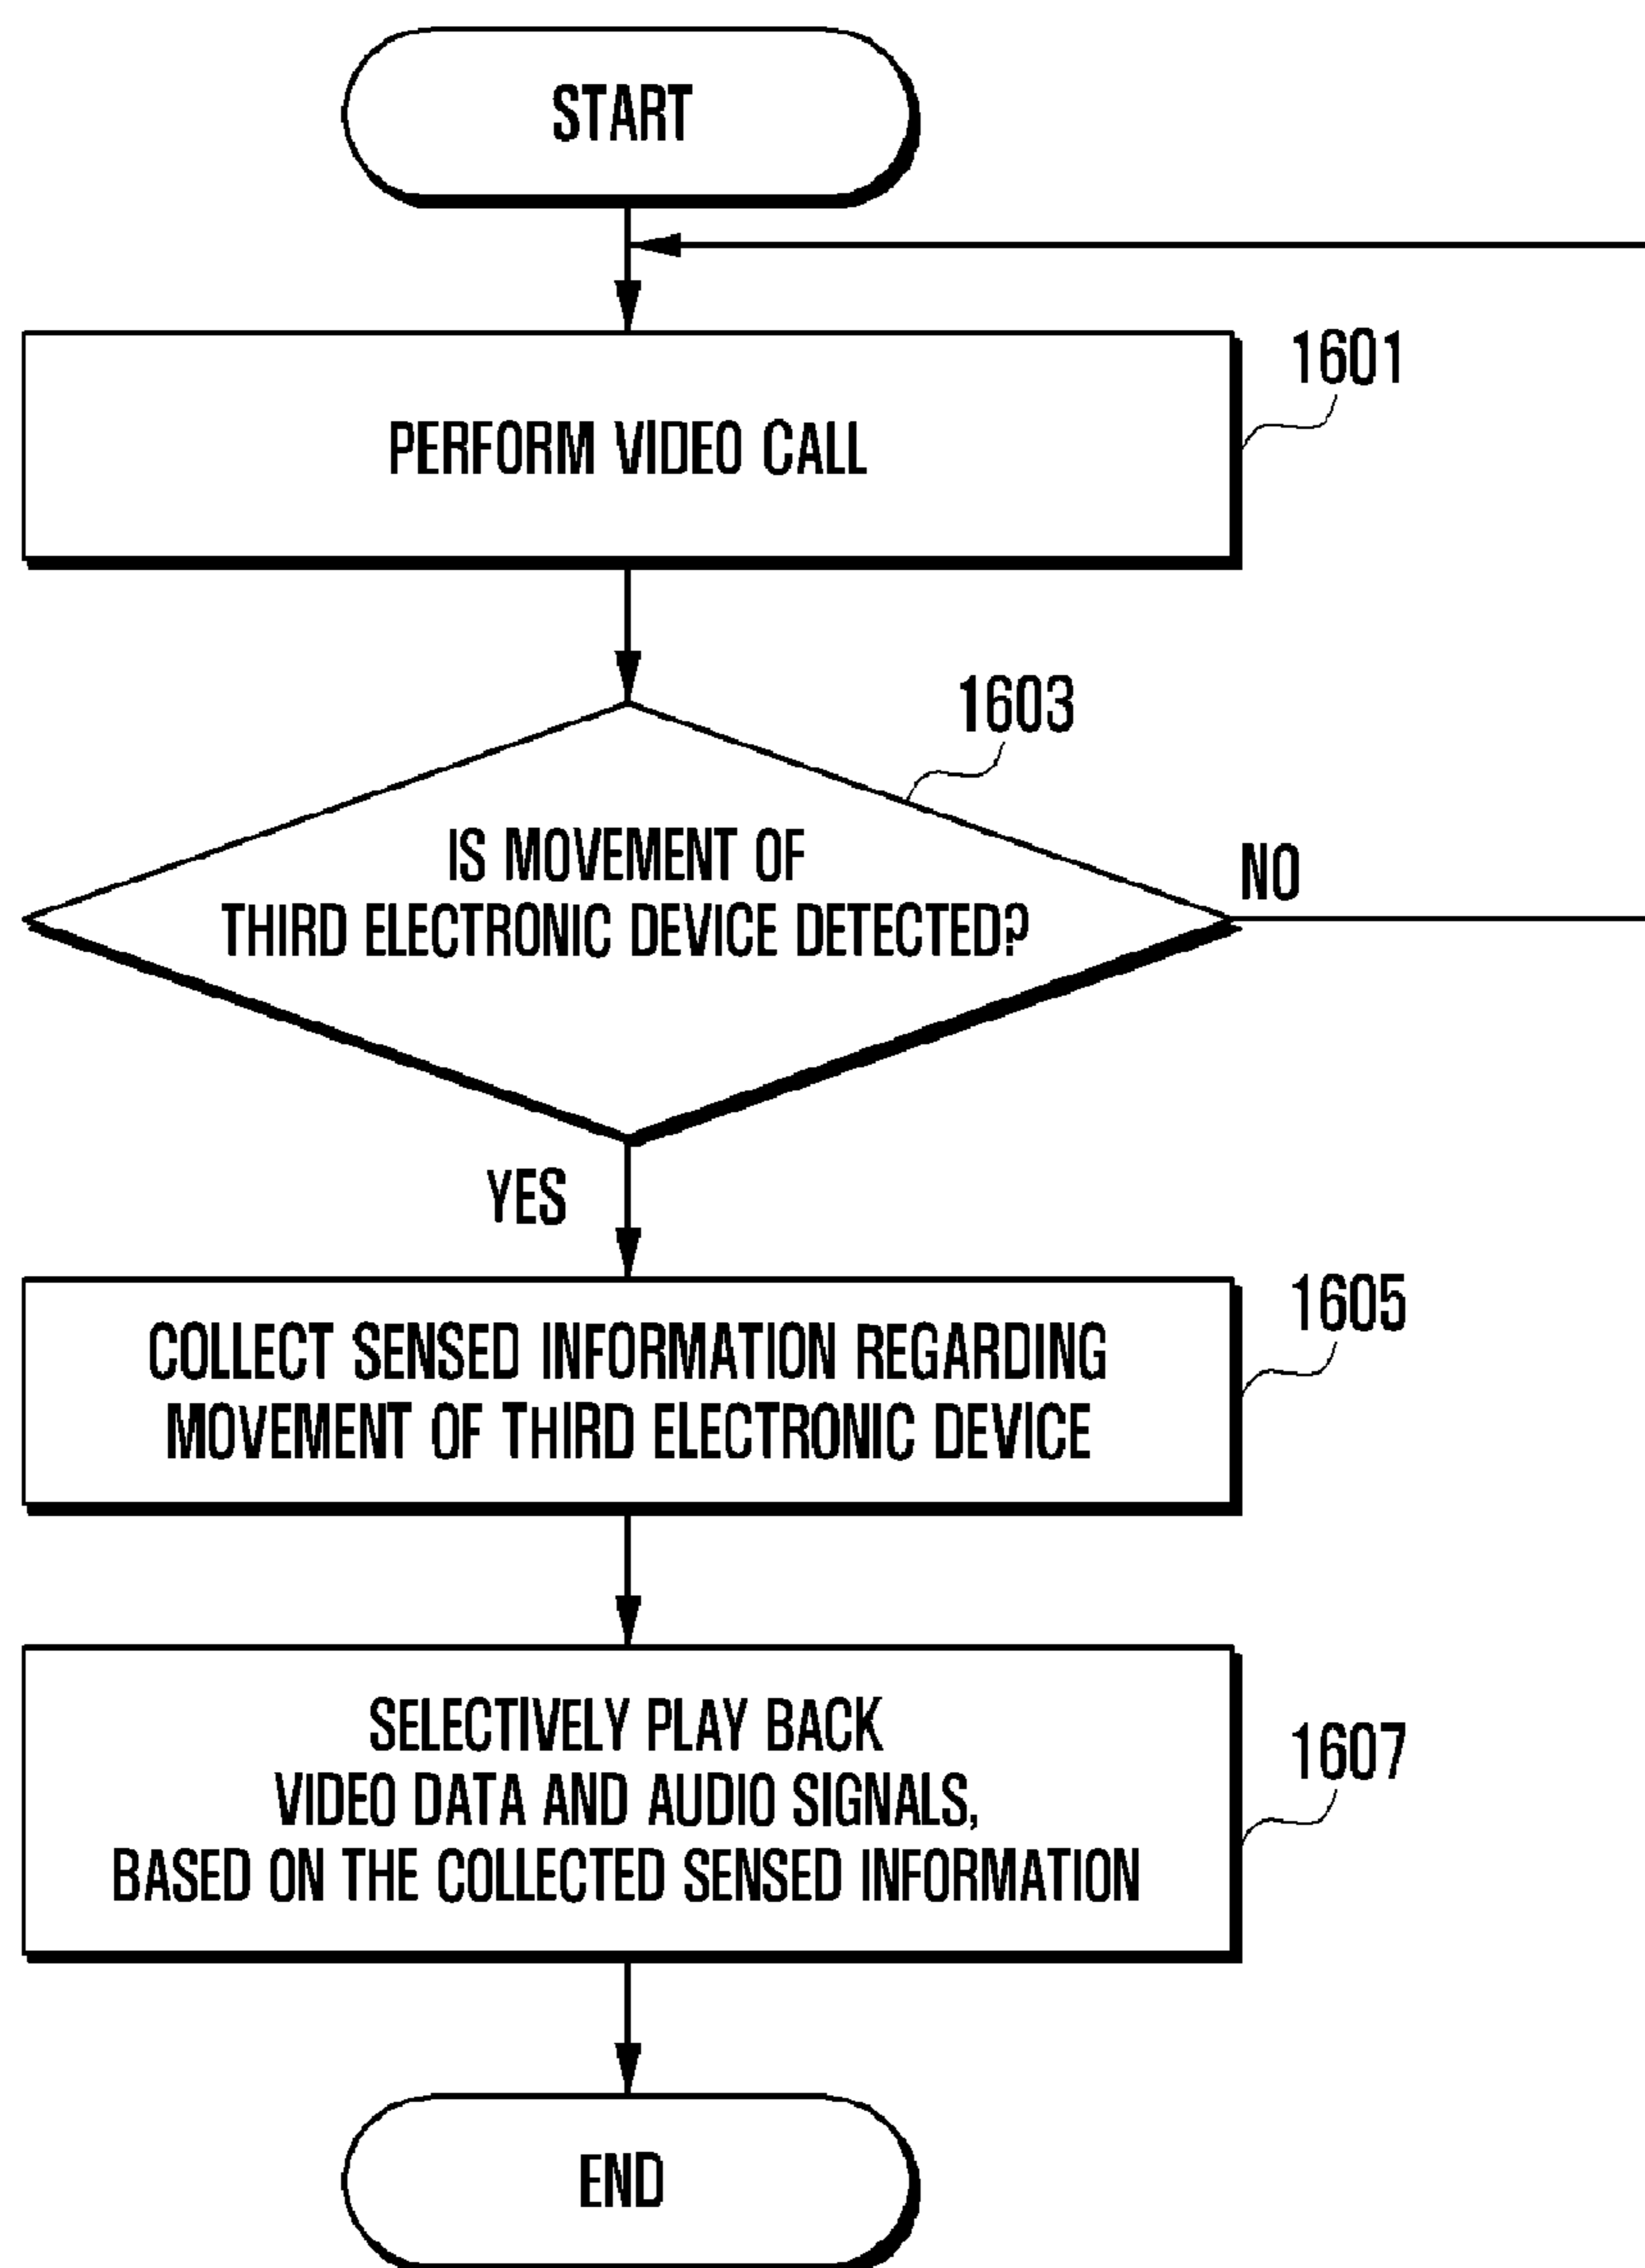 START
1601
PERFORM VIDEO CALL
1603
IS MOVEMENT OF
THIRD ELECTRONIC DEVICE DETECTED?
NO
YES
1605
COLLECT SENSED INFORMATION REGARDING
MOVEMENT OF THIRD ELECTRONIC DEVICE
SELECTIVELY PLAY BACK
VIDEO DATA AND AUDIO SIGNALS,
BASED ON THE COLLECTED SENSED INFORMATION
1607
END